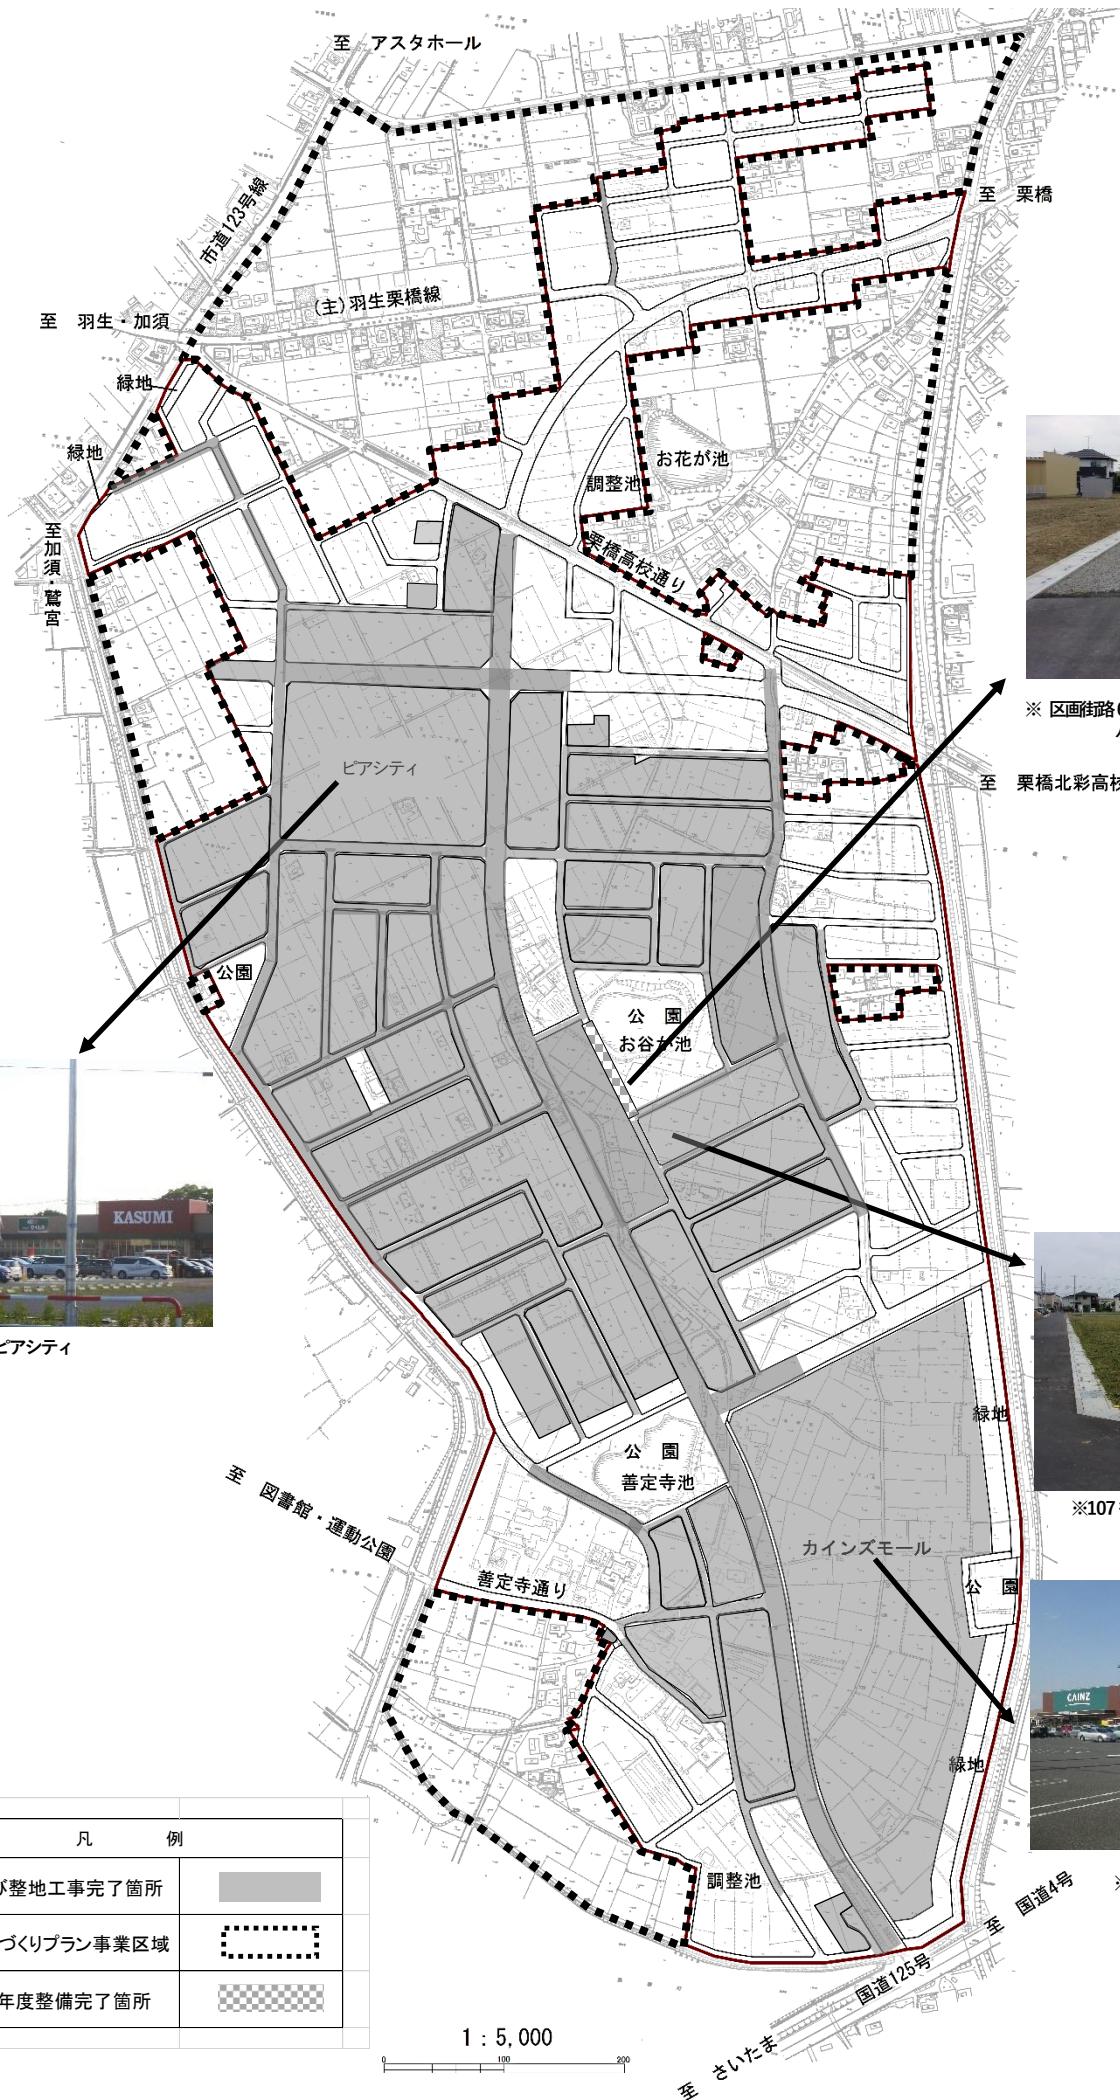 至 アスタホール
市道123号線
至 栗橋
(主)羽生栗橋線
至 羽生・加須
緑地
緑地
お花が池
調整池
至加須・鷲宮
栗橋高校通り
※ 区画街路6
ピアシティ
至 栗橋北彩高校
公園
公 園
お谷が池
KASUMI
ピアシティ
緑地
公 園
善定寺池
至 図書館・運動公園
※107
カインズモール
善定寺通り
公 園
CAINZ
緑地
凡 例
び整地工事完了箇所
調整池
づくりプラン事業区域
至 国道4号
国道125号
年度整備完了箇所
1：5,000
0 100 200
至 さいたま